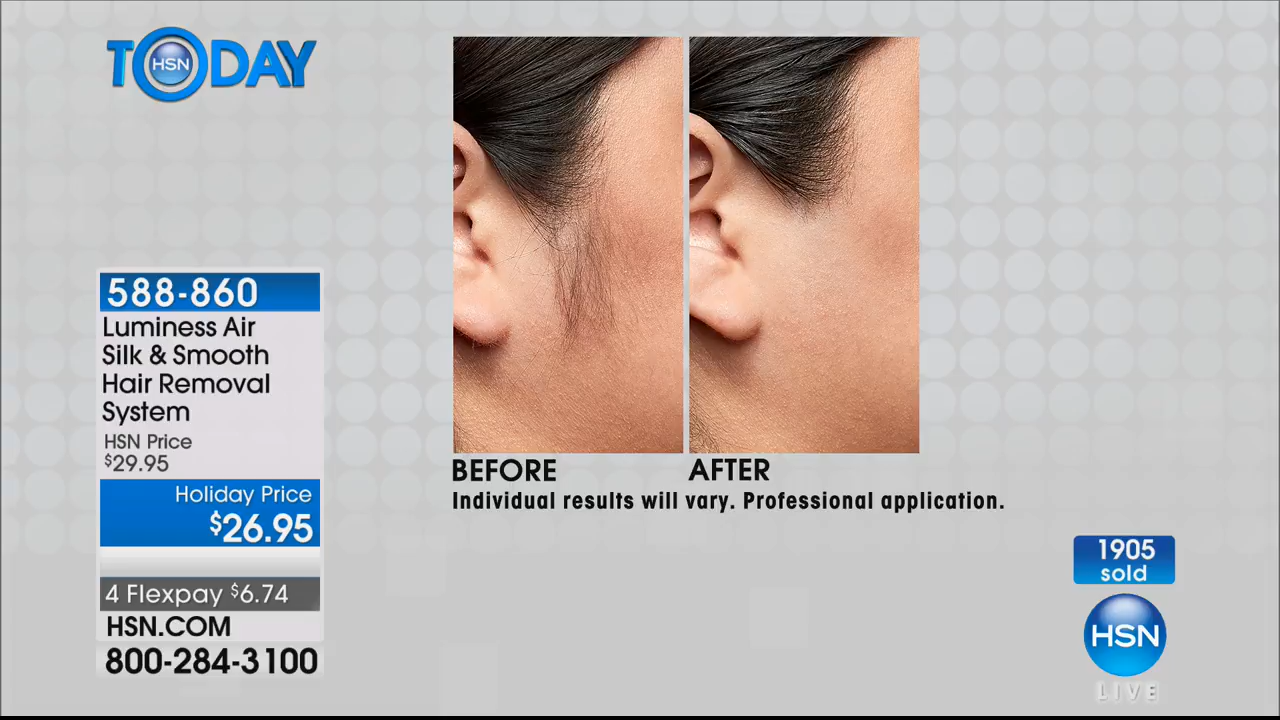 TODAY
HSN
588-860
Luminess Air
Silk & Smooth
Hair Removal
System
HSN Price
$29.95
Holiday Price
$26.95
4 Flexpay $6.74
HSN.COM
800-284-3100
BEFORE
AFTER
Individual results will vary. Professional application.
1905
sold
HSN
LIVE